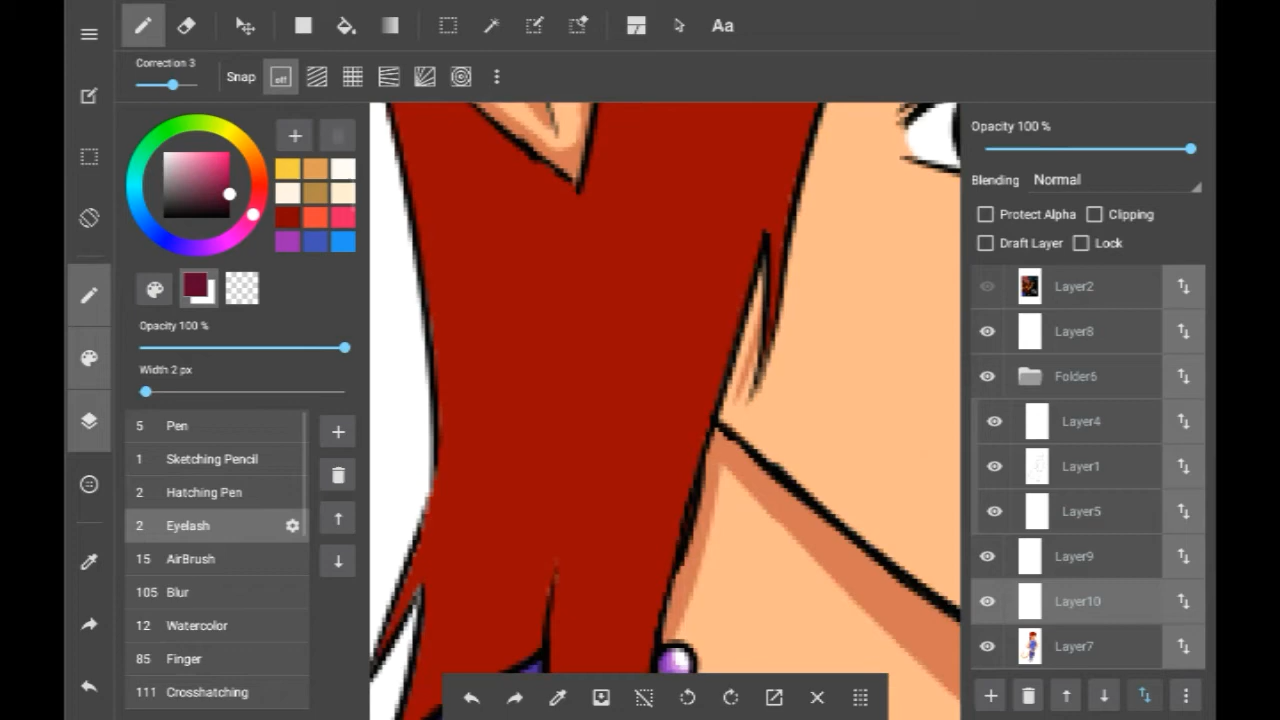 Aa
Correction 3
Snap
off
Opacity 100 %
Width 2 px
5 Pen
1 Sketching Pencil
2 Hatching Pen
2 Eyelash
15 AirBrush
105 Blur
12 Watercolor
85 Finger
111 Crosshatching
Opacity 100 %
Blending Normal
Protect Alpha Clipping
Draft Layer Lock
Layer2
Layer8
Folder6
Layer4
Layer1
Layer5
Layer9
Layer10
Layer7